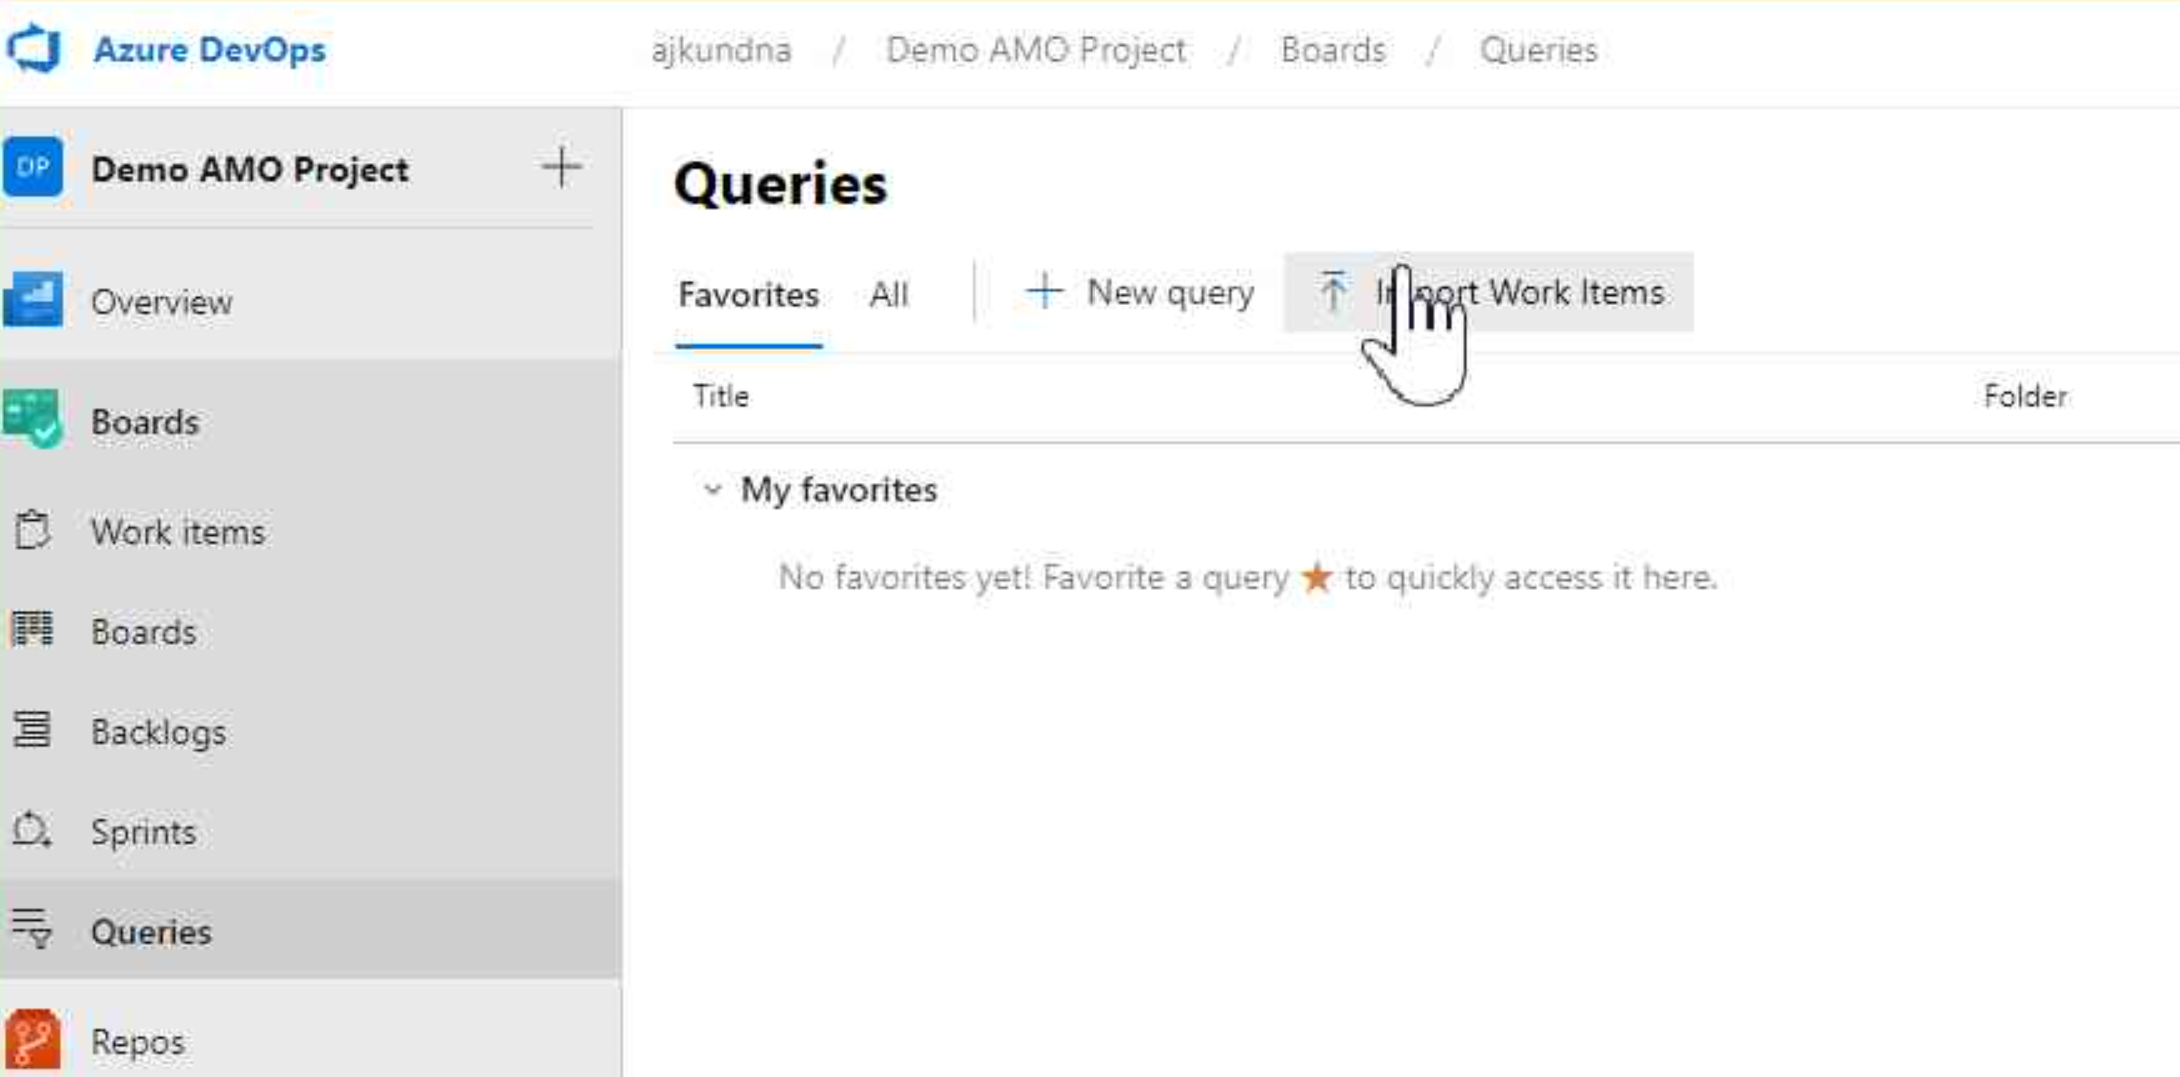 Azure DevOps
ajkundna / Demo AMO Project / Boards / Queries
DP
Demo AMO Project
Overview
Boards
Work items
Boards
Backlogs
Sprints
Queries
Repos
Queries
Favorites All New query Import Work Items
Title Folder
My favorites
No favorites yet! Favorite a query ★ to quickly access it here.